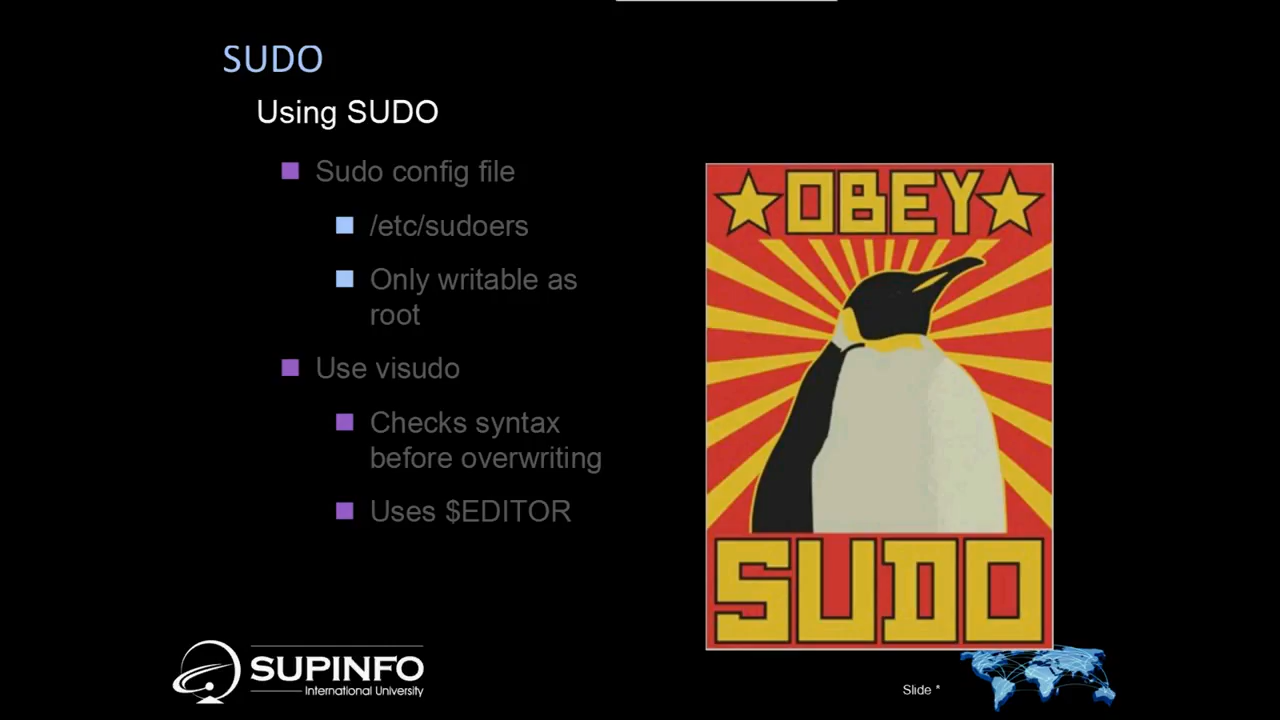 SUDO
Using SUDO
Sudo config file
/etc/sudoers
Only writable as
root
Use visudo
Checks syntax
before overwriting
Uses $EDITOR
OBEY
SUDO
SUPINFO
International University
Slide *